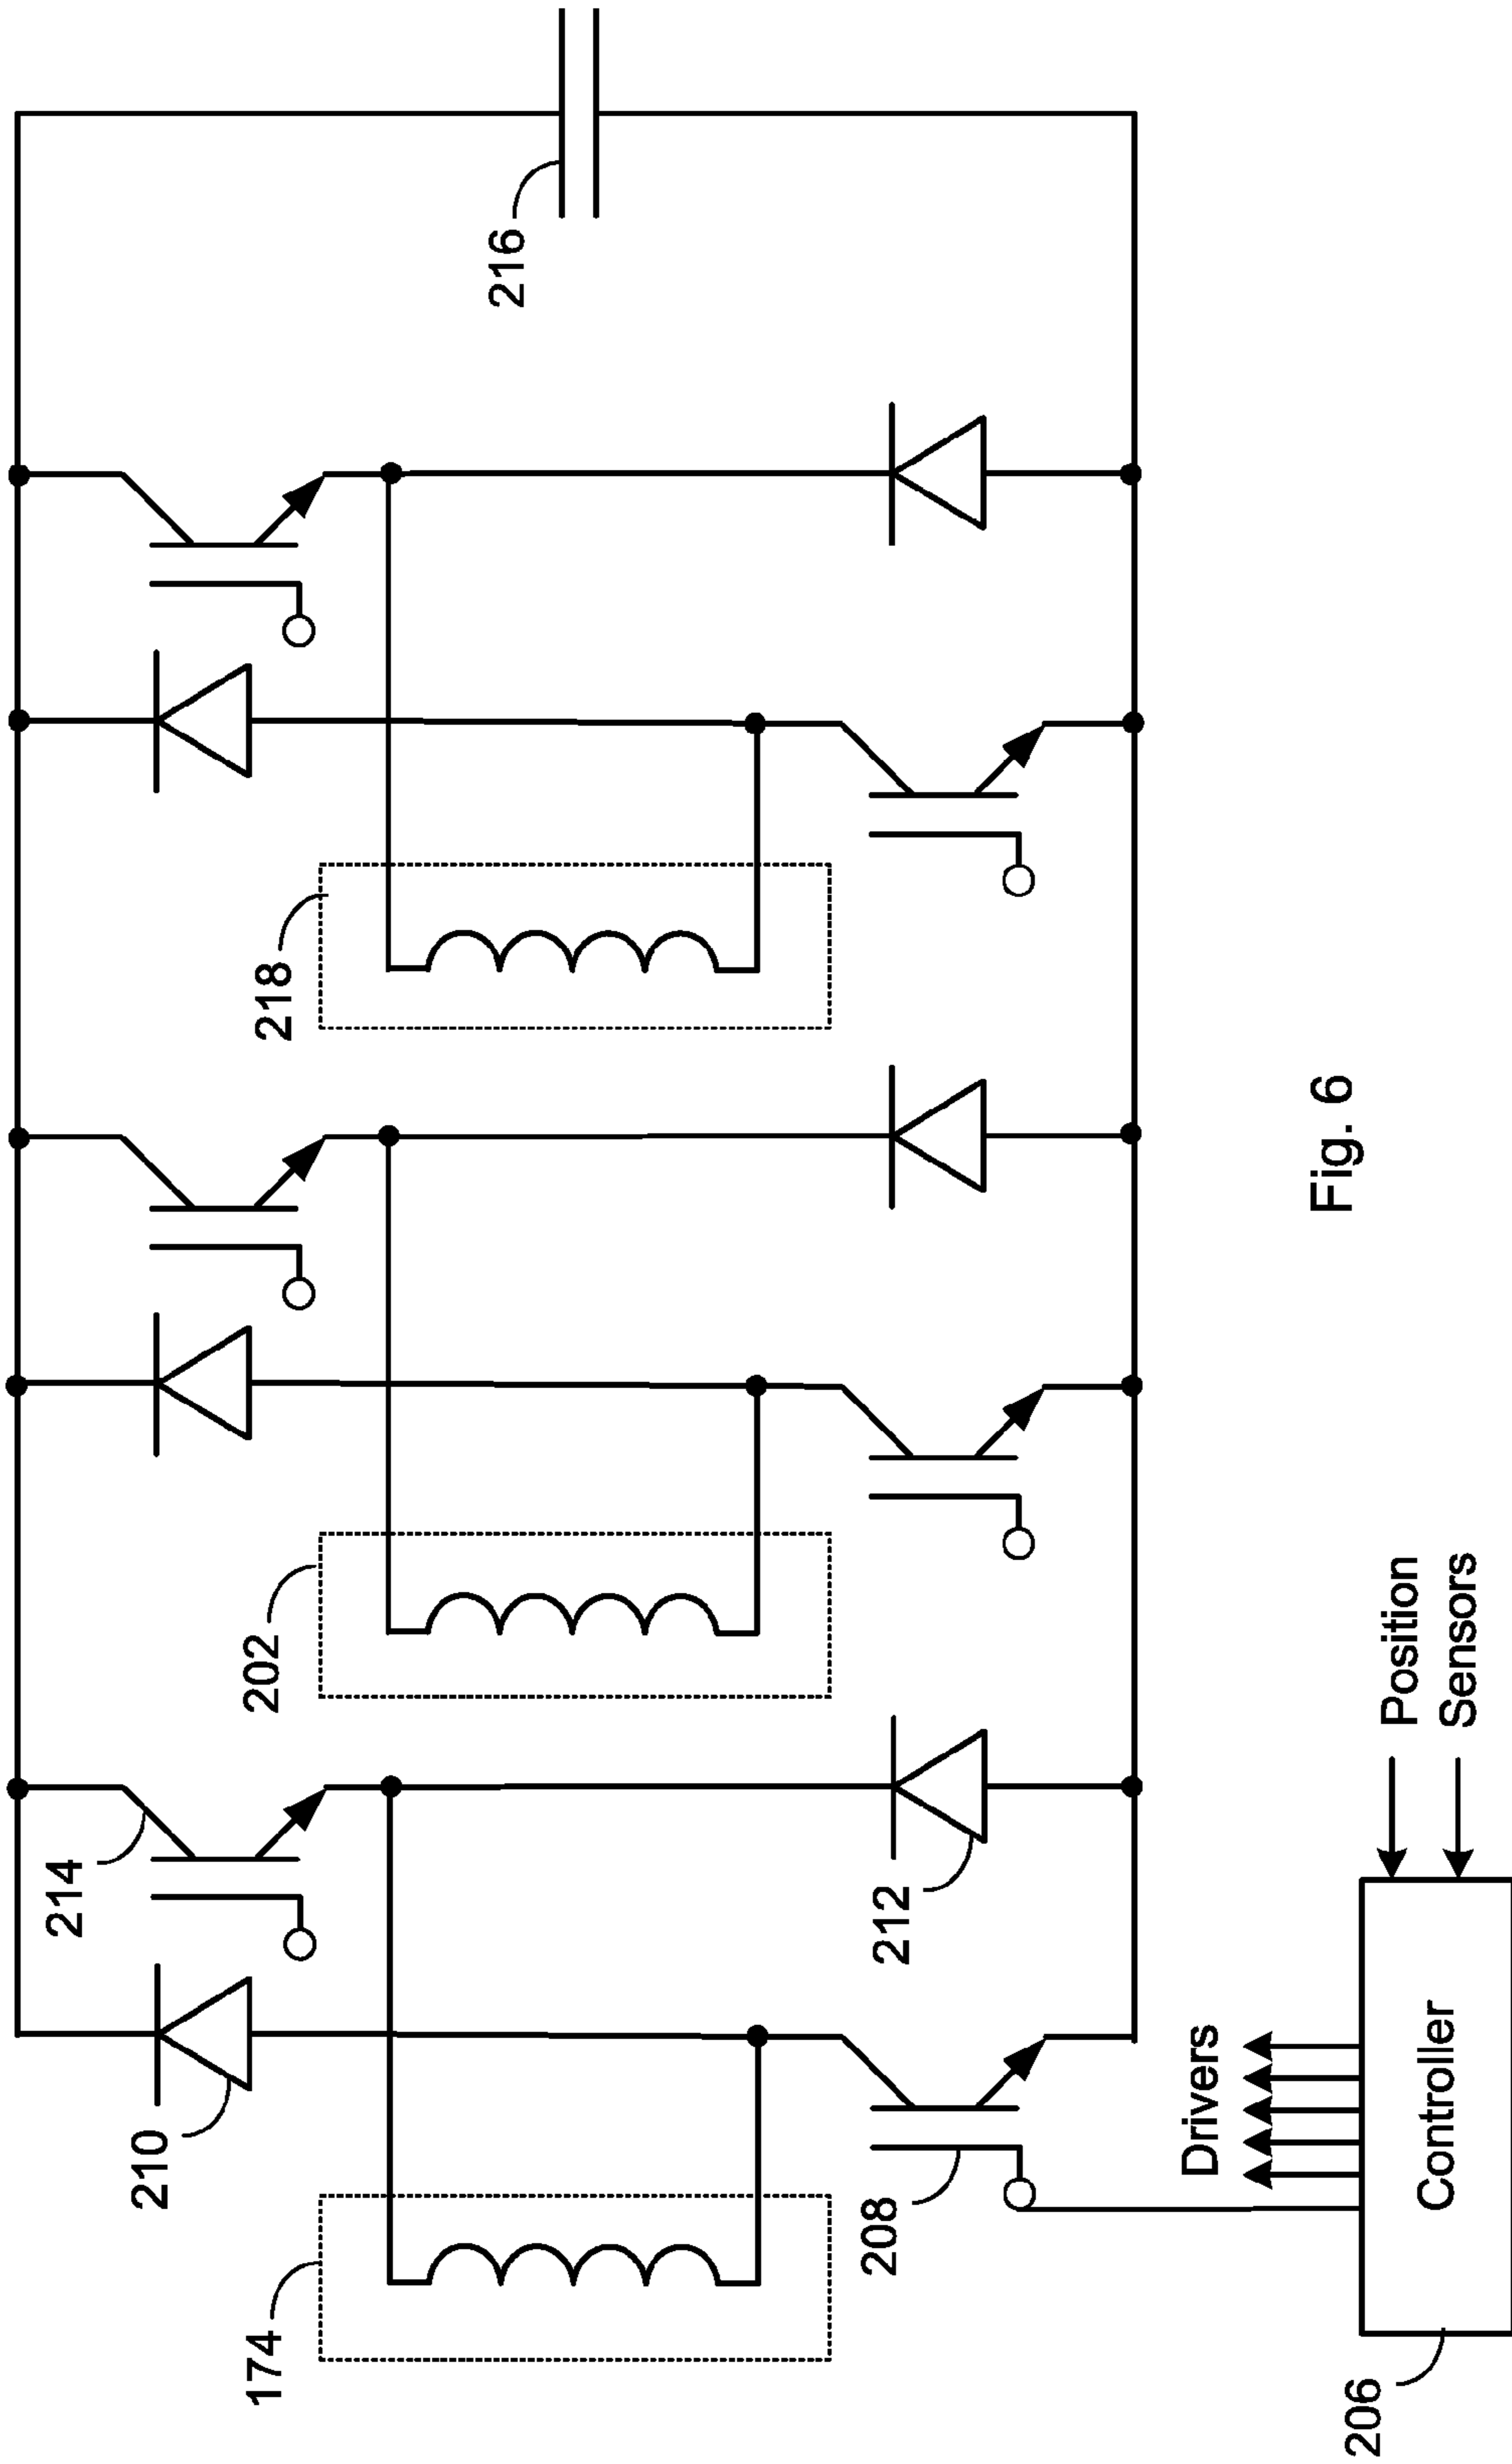 216
218
214
202
210
212
174
208
Drivers
Position
Sensors
Controller
206
Fig. 6